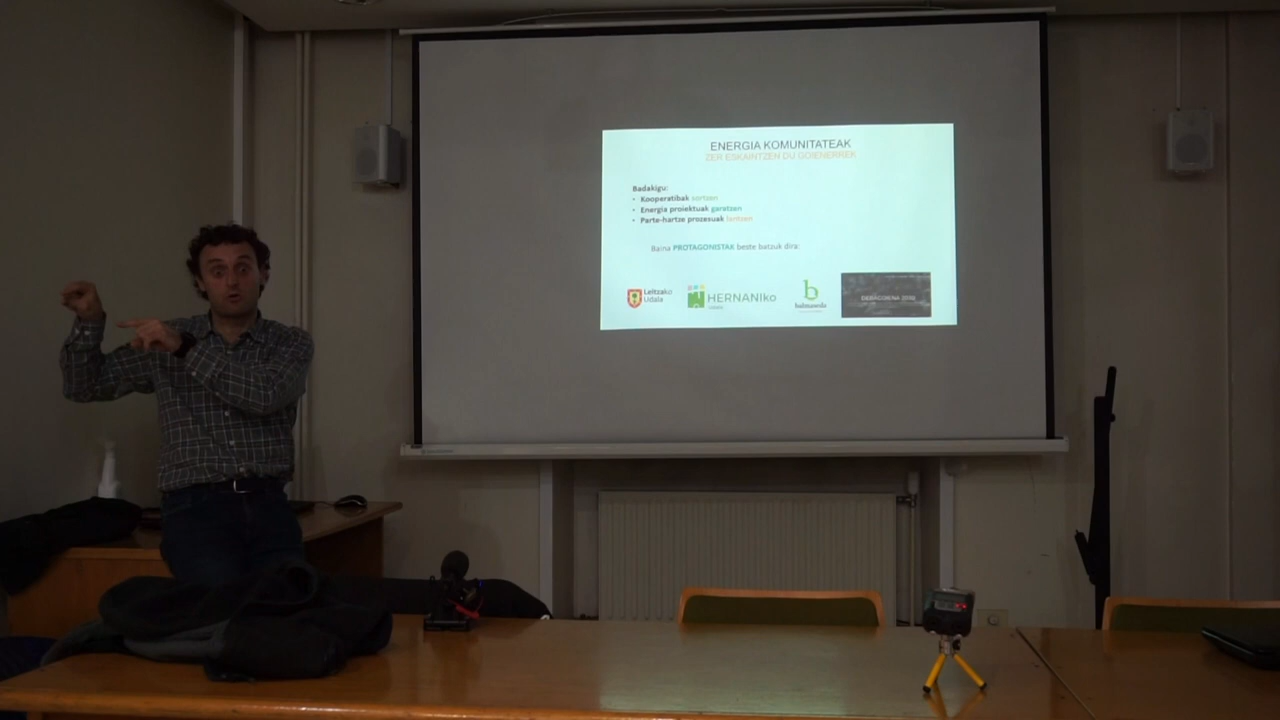 ENERGIA KOMUNITATEAK
ZER ESKAINTZEN DU GOIENERREK
Badakigu:
• Kooperatibak sortzen
• Energia proiektuak garatzen
• Parte-hartze prozesuak lantzen
Baina PROTAGONISTAK beste batzuk dira:
Leitzako
Udala
HERNANIko
udala
b